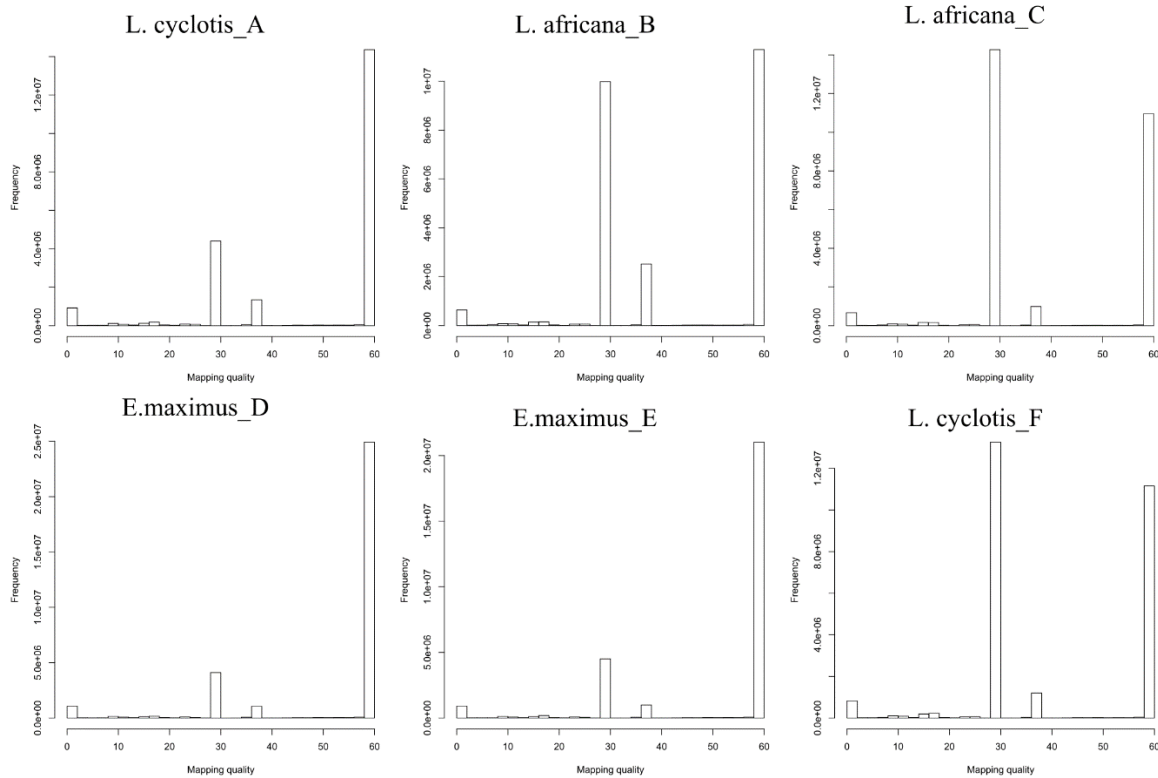 L. cyclotis_A
Frequency
0.0e+00 4.0e+06 8.0e+06 1.2e+07
0 10 20 30 40 50 60
Mapping quality
L. africana_B
Frequency
0e+00 2e+06 4e+06 6e+06 8e+06 1e+07
0 10 20 30 40 50 60
Mapping quality
L. africana_C
Frequency
0.0e+00 4.0e+06 8.0e+06 1.2e+07
0 10 20 30 40 50 60
Mapping quality
E.maximus_D
Frequency
0.0e+00 5.0e+06 1.0e+07 1.5e+07 2.0e+07 2.5e+07
0 10 20 30 40 50 60
Mapping quality
E.maximus_E
Frequency
0.0e+00 5.0e+06 1.0e+07 1.5e+07 2.0e+07
0 10 20 30 40 50 60
Mapping quality
L. cyclotis_F
Frequency
0.0e+00 4.0e+06 8.0e+06 1.2e+07
0 10 20 30 40 50 60
Mapping quality